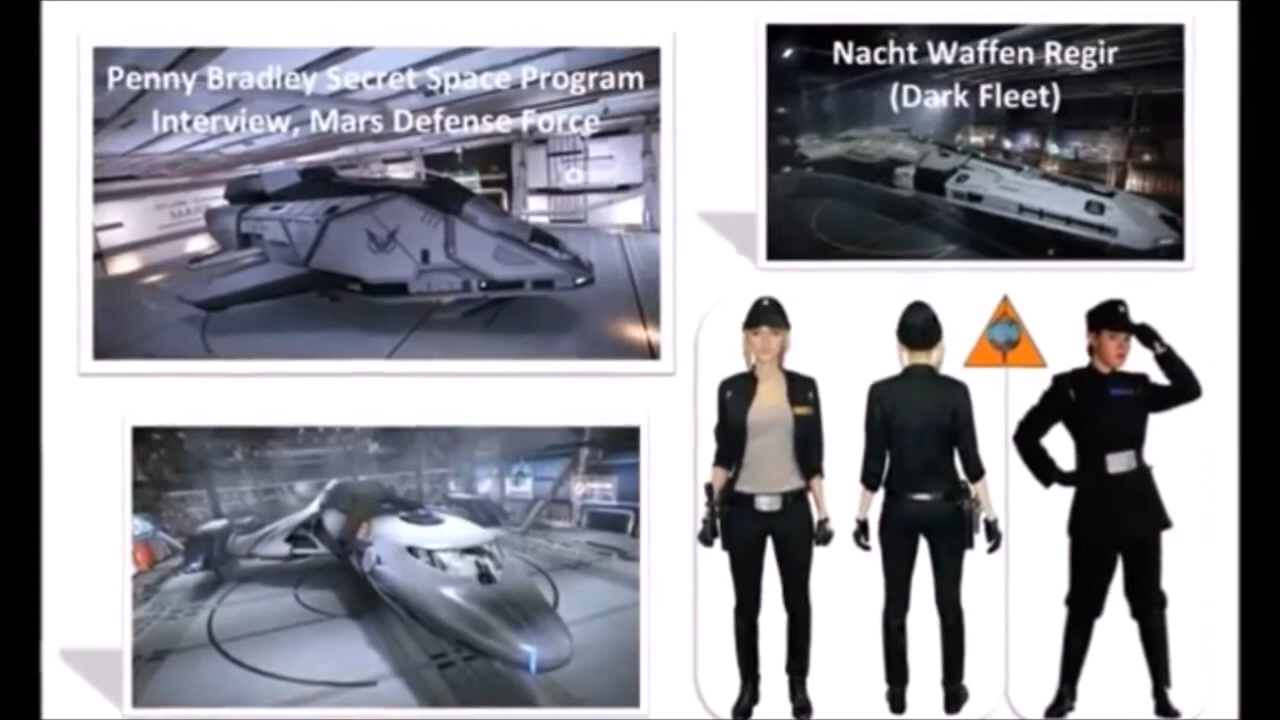 Penny Bradley Secret Space Program
Interview, Mars Defense Force
Nacht Waffen Regir
(Dark Fleet)